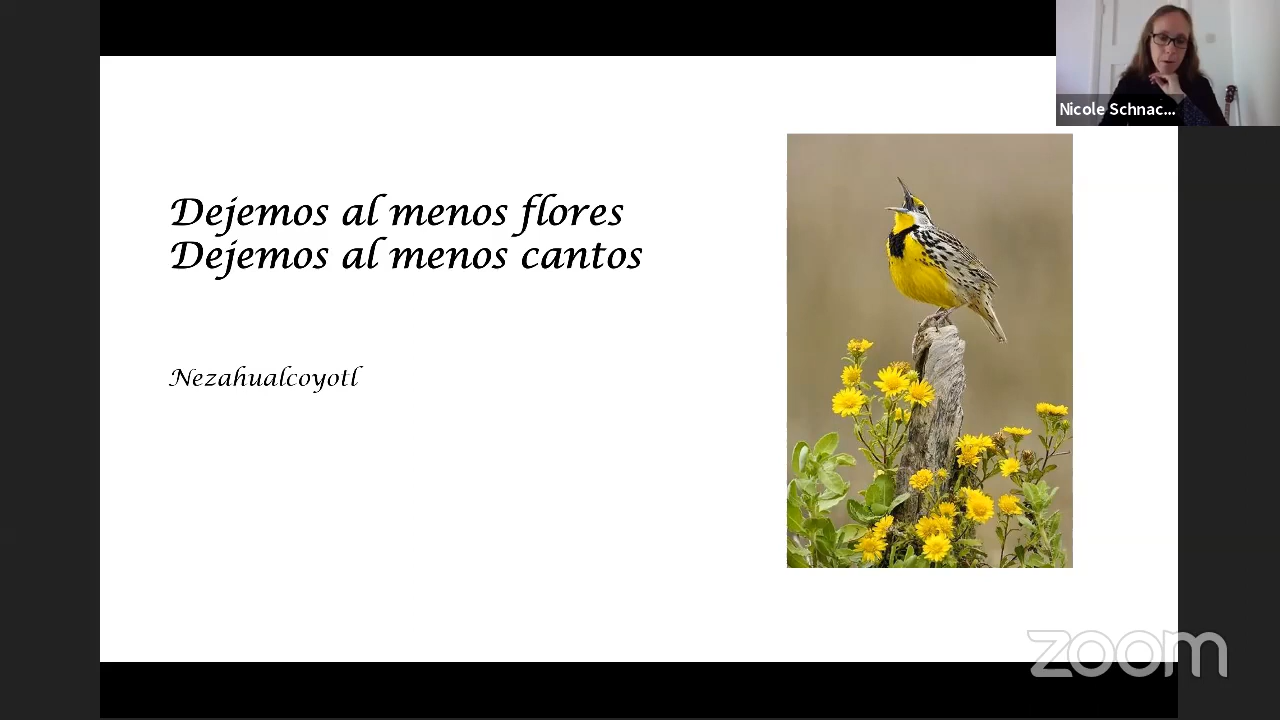 Nicole Schnac...
Dejemos al menos flores
Dejemos al menos cantos
Nezahualcoyotl
zoom